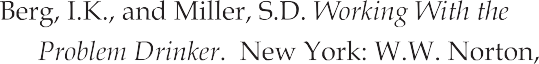 Berg, I.K., and Miller, S.D. Working With the
Problem Drinker. New York: W.W. Norton,